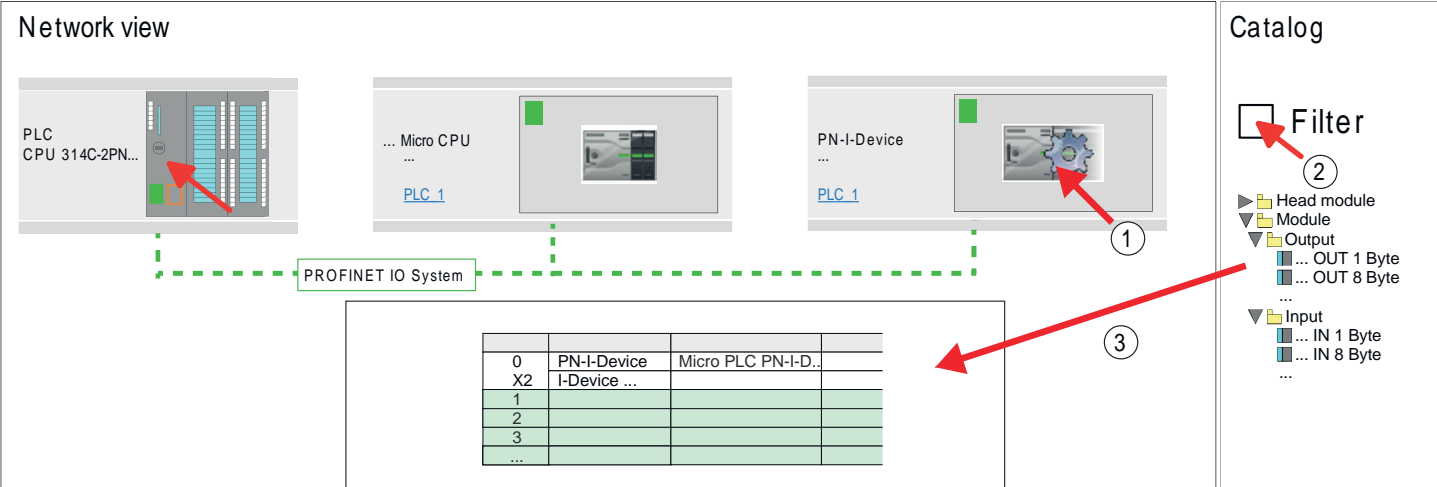 Network view
PLC
CPU 314C-2PN...
... Micro CPU
...
PLC_1
PN-I-Device
...
PLC_1
1
PROFINET IO System
0 PN-I-Device Micro PLC PN-I-D..
X2 I-Device ...
1
2
3
...
3
Catalog
Filter
2
Head module
Module
Output
... OUT 1 Byte
... OUT 8 Byte
...
Input
... IN 1 Byte
... IN 8 Byte
...